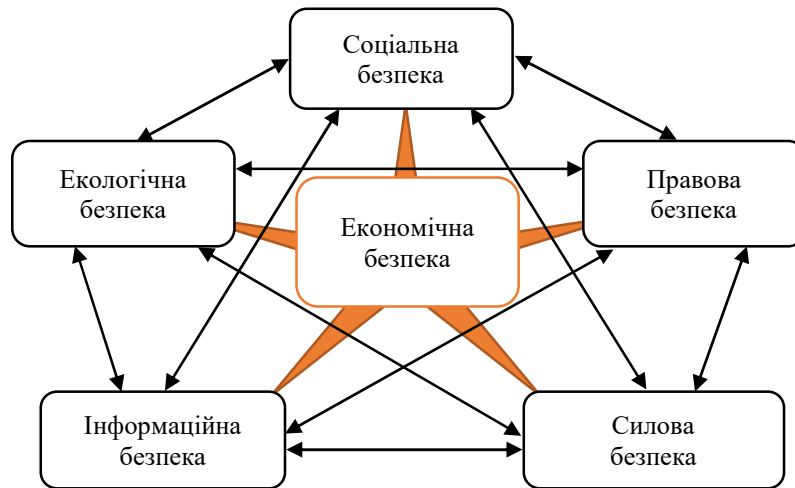 Соціальна
безпека
Екологічна
безпека
Правова
безпека
Економічна
безпека
Інформаційна
безпека
Силова
безпека